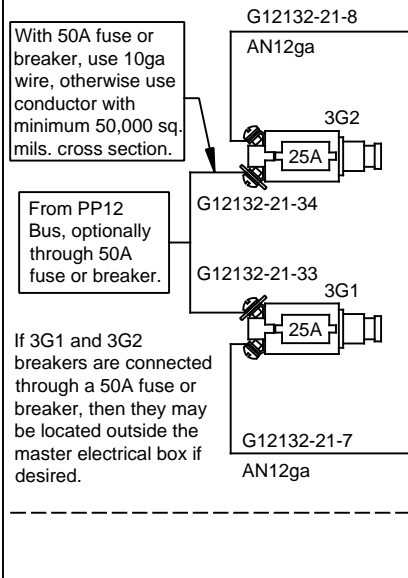 G12132-21-8
AN12ga
With 50A fuse or
breaker, use 10ga
wire, otherwise use
conductor with
minimum 50,000 sq.
mils. cross section.
3G2
25A
G12132-21-34
From PP12
Bus, optionally
through 50A
fuse or breaker.
G12132-21-33
3G1
25A
If 3G1 and 3G2
breakers are connected
through a 50A fuse or
breaker, then they may
be located outside the
master electrical box if
desired.
G12132-21-7
AN12ga